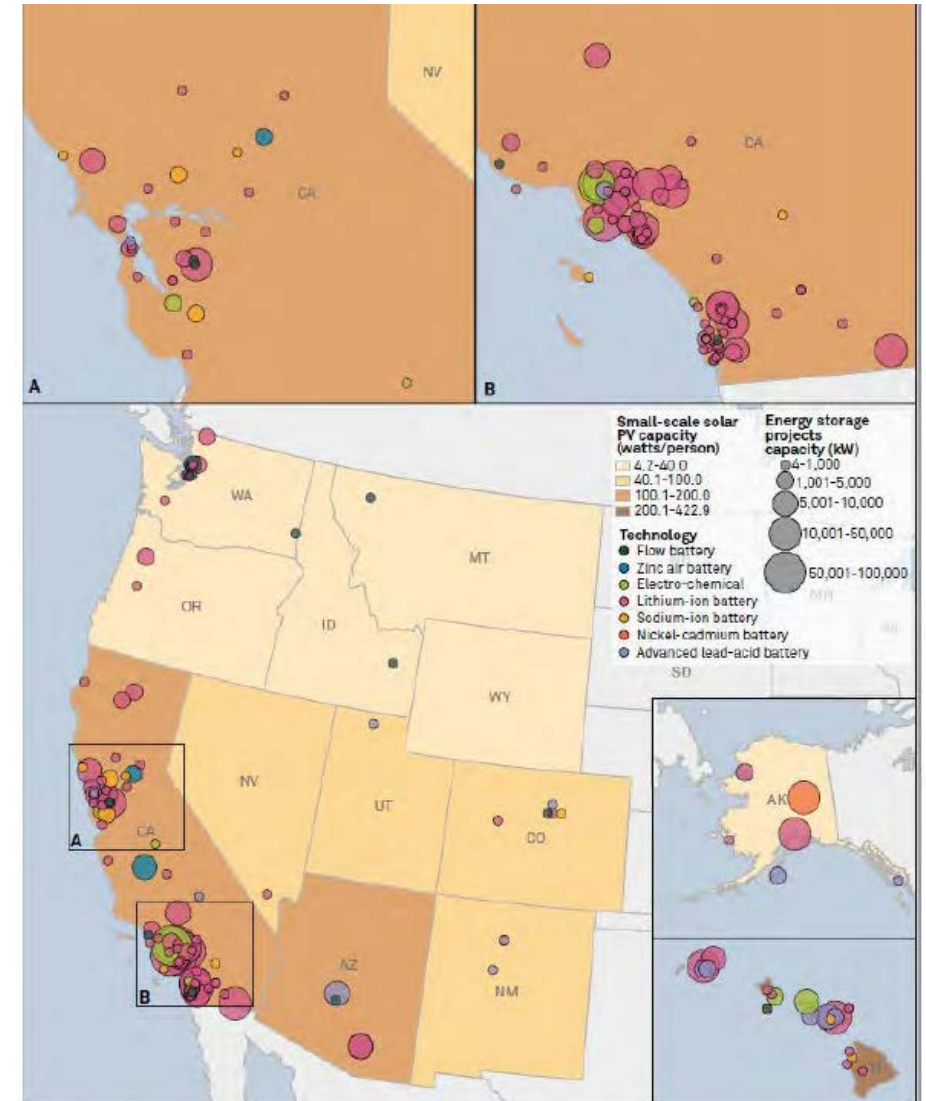 NV
CA
A
CA
B
Small-scale solar
PV capacity
(watts/person)
4.2-40.0
40.1-100.0
100.1-200.0
200.1-422.9
Energy storage
projects
capacity (kW)
4-1,000
1,001-5,000
5,001-10,000
10,001-50,000
50,001-100,000
Technology
Flow battery
Zinc air battery
Electro-chemical
Lithium-ion battery
Sodium-ion battery
Nickel-cadmium battery
Advanced lead-acid battery
WA
MT
OR
ID
WY
SD
NV
UT
CO
CA
A
AZ
NM
B
AK